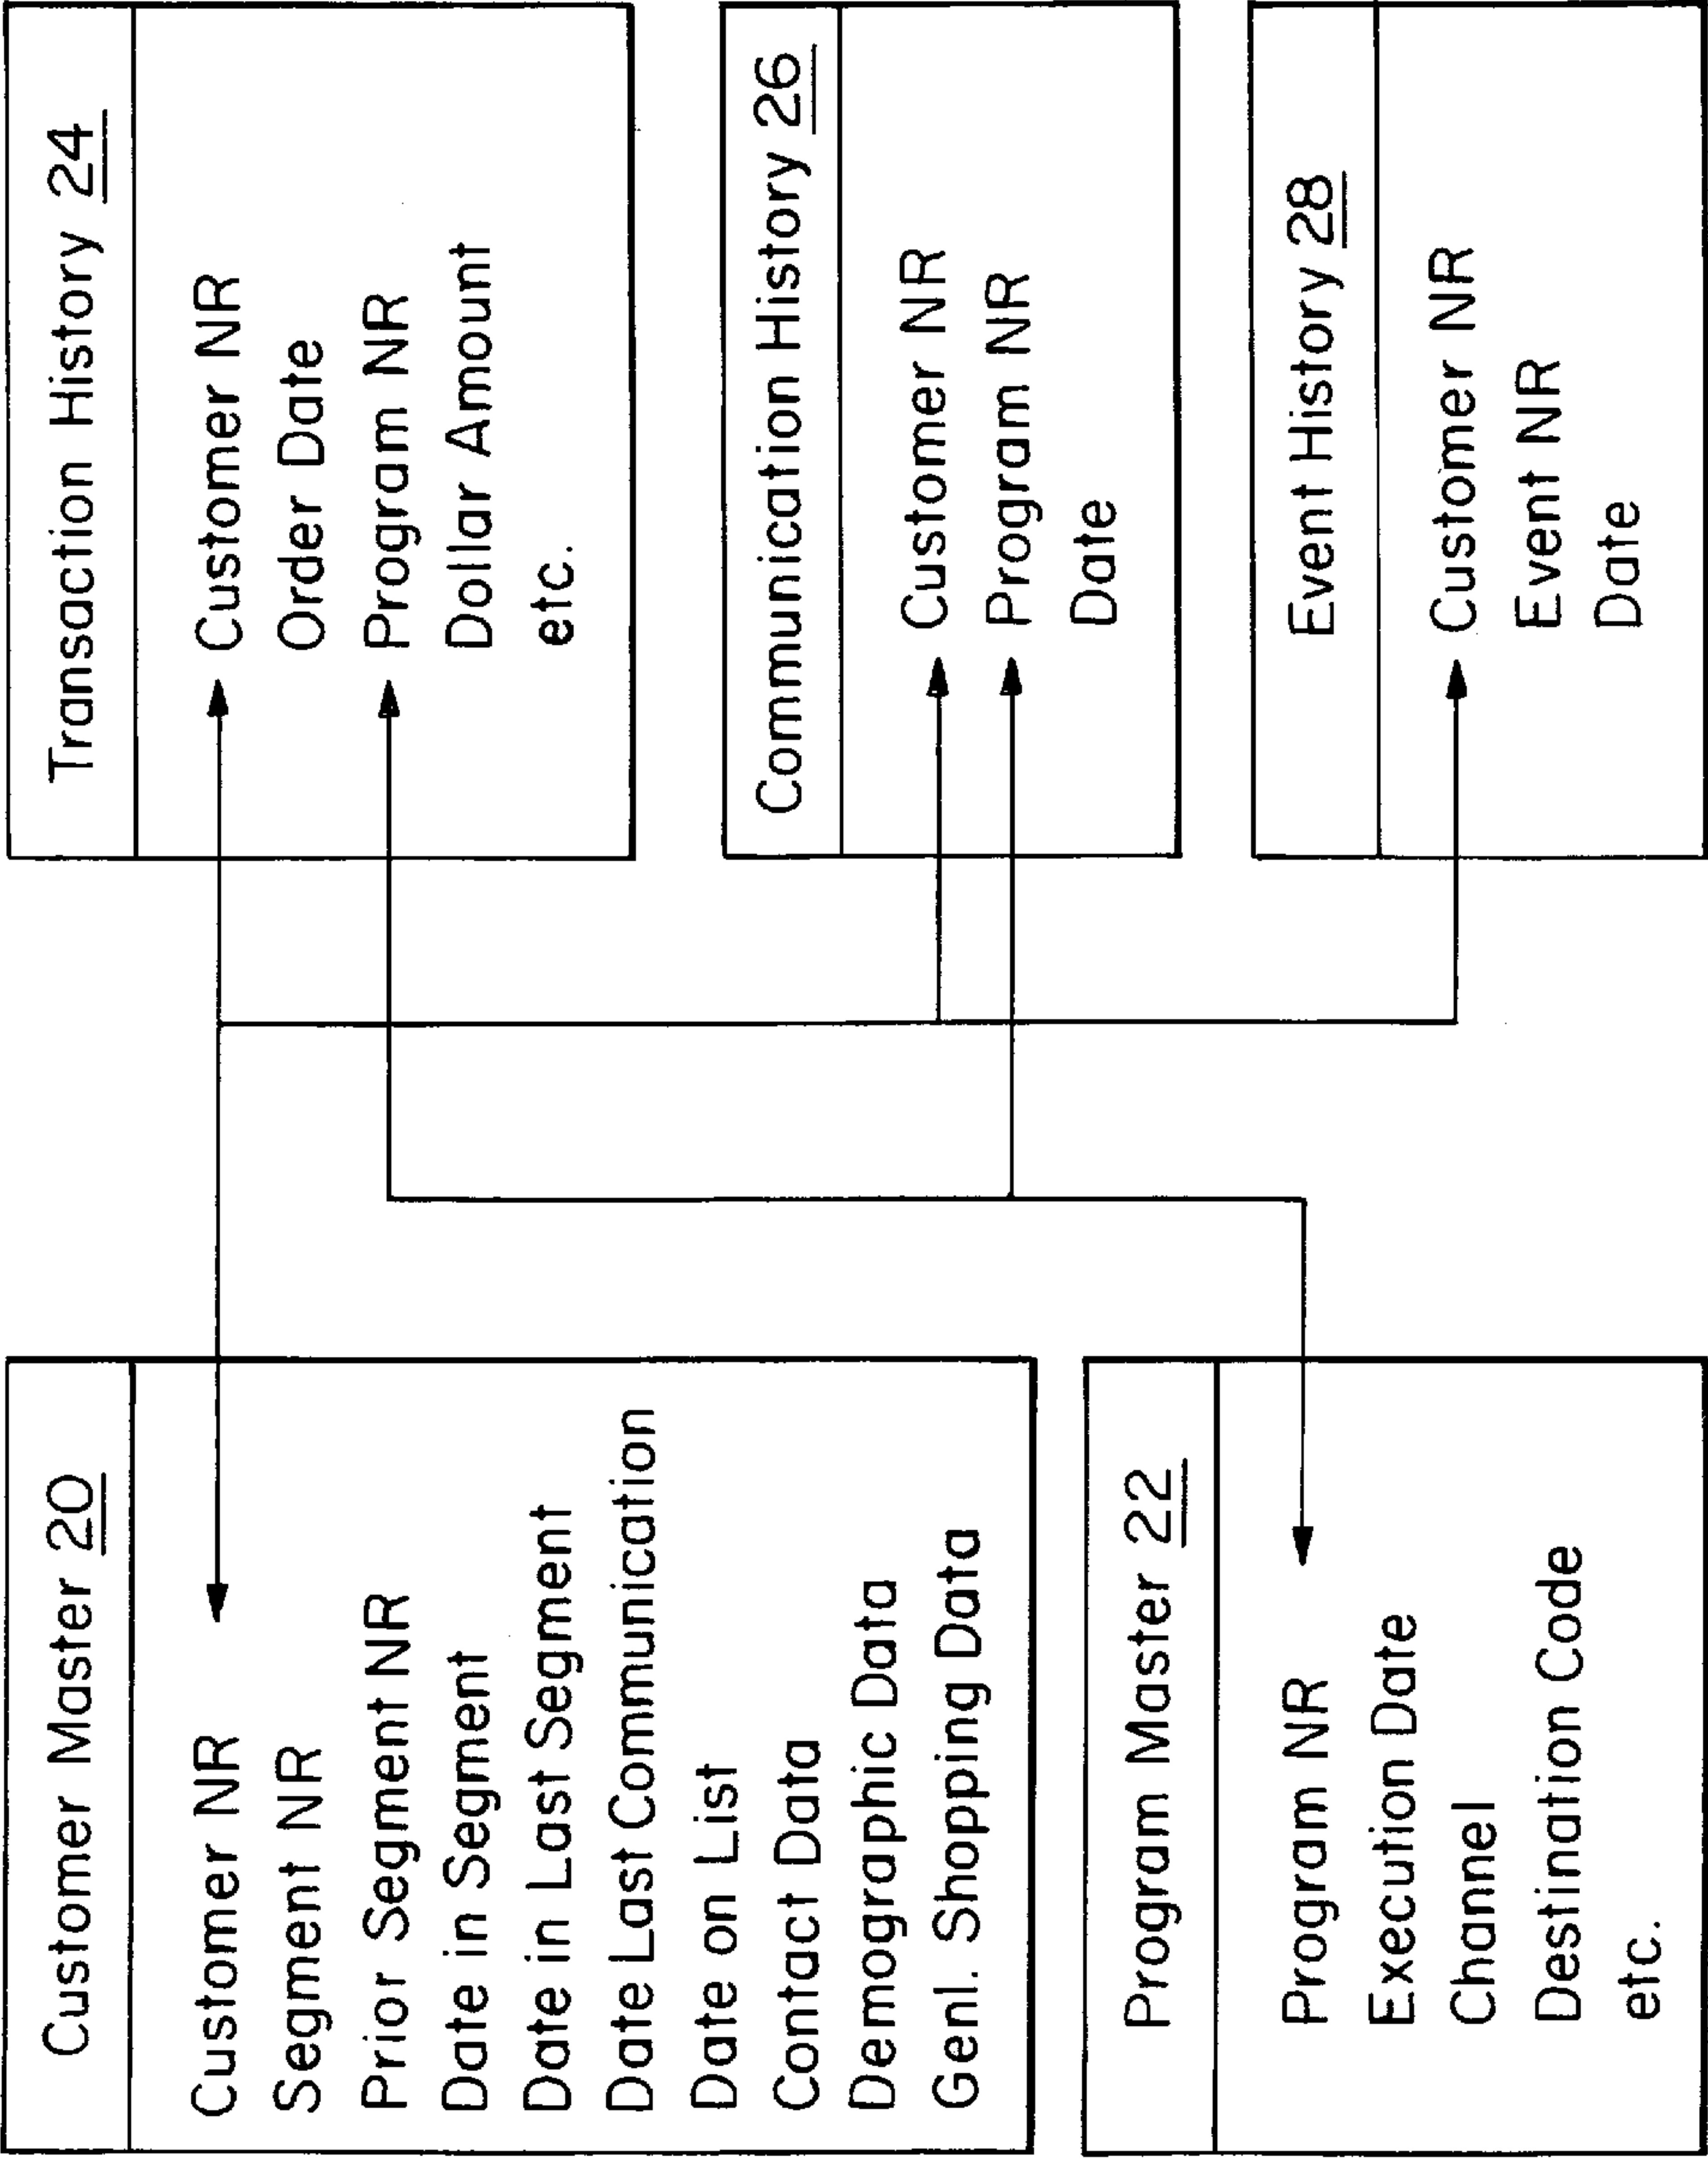 Customer Master 20
Customer NR
Segment NR
Prior Segment NR
Date in Segment
Date in Last Segment
Date Last Communication
Date on List
Contact Data
Demographic Data
Genl. Shopping Data
Program Master 22
Program NR
Execution Date
Channel
Destination Code
etc.
Transaction History 24
Customer NR
Order Date
Program NR
Dollar Amount
etc.
Communication History 26
Customer NR
Program NR
Date
Event History 28
Customer NR
Event NR
Date